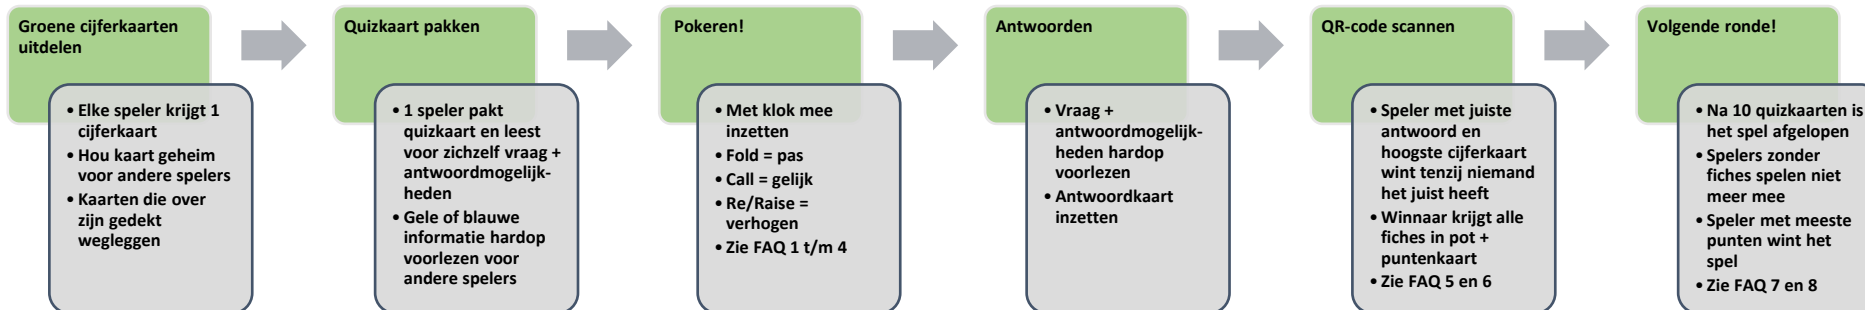 Groene cijferkaarten
uitdelen
• Elke speler krijgt 1
cijferkaart
• Hou kaart geheim
voor andere spelers
• Kaarten die over
zijn gedekt
wegleggen
Quizkaart pakken
• 1 speler pakt
quizkaart en leest
voor zichzelf vraag +
antwoordmogelijk-
heden
• Gele of blauwe
informatie hardop
voorlezen voor
andere spelers
Pokeren!
• Met klok mee
inzetten
• Fold = pas
• Call = gelijk
• Re/Raise =
verhogen
• Zie FAQ 1 t/m 4
Antwoorden
• Vraag +
antwoordmogelijk-
heden hardop
voorlezen
• Antwoordkaart
inzetten
QR-code scannen
• Speler met juiste
antwoord en
hoogste cijferkaart
wint tenzij niemand
het juist heeft
• Winnaar krijgt alle
fiches in pot +
puntenkaart
• Zie FAQ 5 en 6
Volgende ronde!
• Na 10 quizkaarten is
het spel afgelopen
• Spelers zonder
fiches spelen niet
meer mee
• Speler met meeste
punten wint het
spel
• Zie FAQ 7 en 8